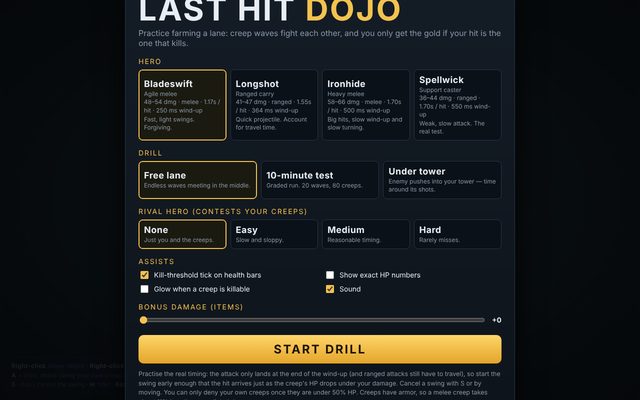 LAST HIT DOJO
Practice farming a lane: creep waves fight each other, and you only get the gold if your hit is the
one that kills.
HERO
Bladeswift
Agile melee
48–54 dmg · melee · 1.17s /
hit · 250 ms wind-up
Fast, light swings.
Forgiving.
Longshot
Ranged carry
41–47 dmg · ranged · 1.55s
/ hit · 364 ms wind-up
Quick projectile. Account
for travel time.
Ironhide
Heavy melee
58–66 dmg · melee · 1.70s
/ hit · 500 ms wind-up
Big hits, slow wind-up and
slow turning.
Spellwick
Support caster
36–44 dmg · ranged ·
1.70s / hit · 550 ms wind-
up
Weak, slow attack. The
real test.
DRILL
Free lane
Endless waves meeting in the middle.
10-minute test
Graded run. 20 waves, 80 creeps.
Under tower
Enemy pushes into your tower — time
around its shots.
RIVAL HERO (CONTESTS YOUR CREEPS)
None
Just you and the creeps.
Easy
Slow and sloppy.
Medium
Reasonable timing.
Hard
Rarely misses.
ASSISTS
Kill-threshold tick on health bars
Show exact HP numbers
Glow when a creep is killable
Sound
BONUS DAMAGE (ITEMS)
+0
START DRILL
Practise the real timing: the attack only lands at the end of the wind-up (and ranged attacks still have to travel), so start the
swing early enough that the hit arrives just as the creep's HP drops under your damage. Cancel a swing with S or by
moving. You can only deny your own creeps once they are under 50% HP. Creeps have armor, so a melee creep takes
Right-click
Right-click